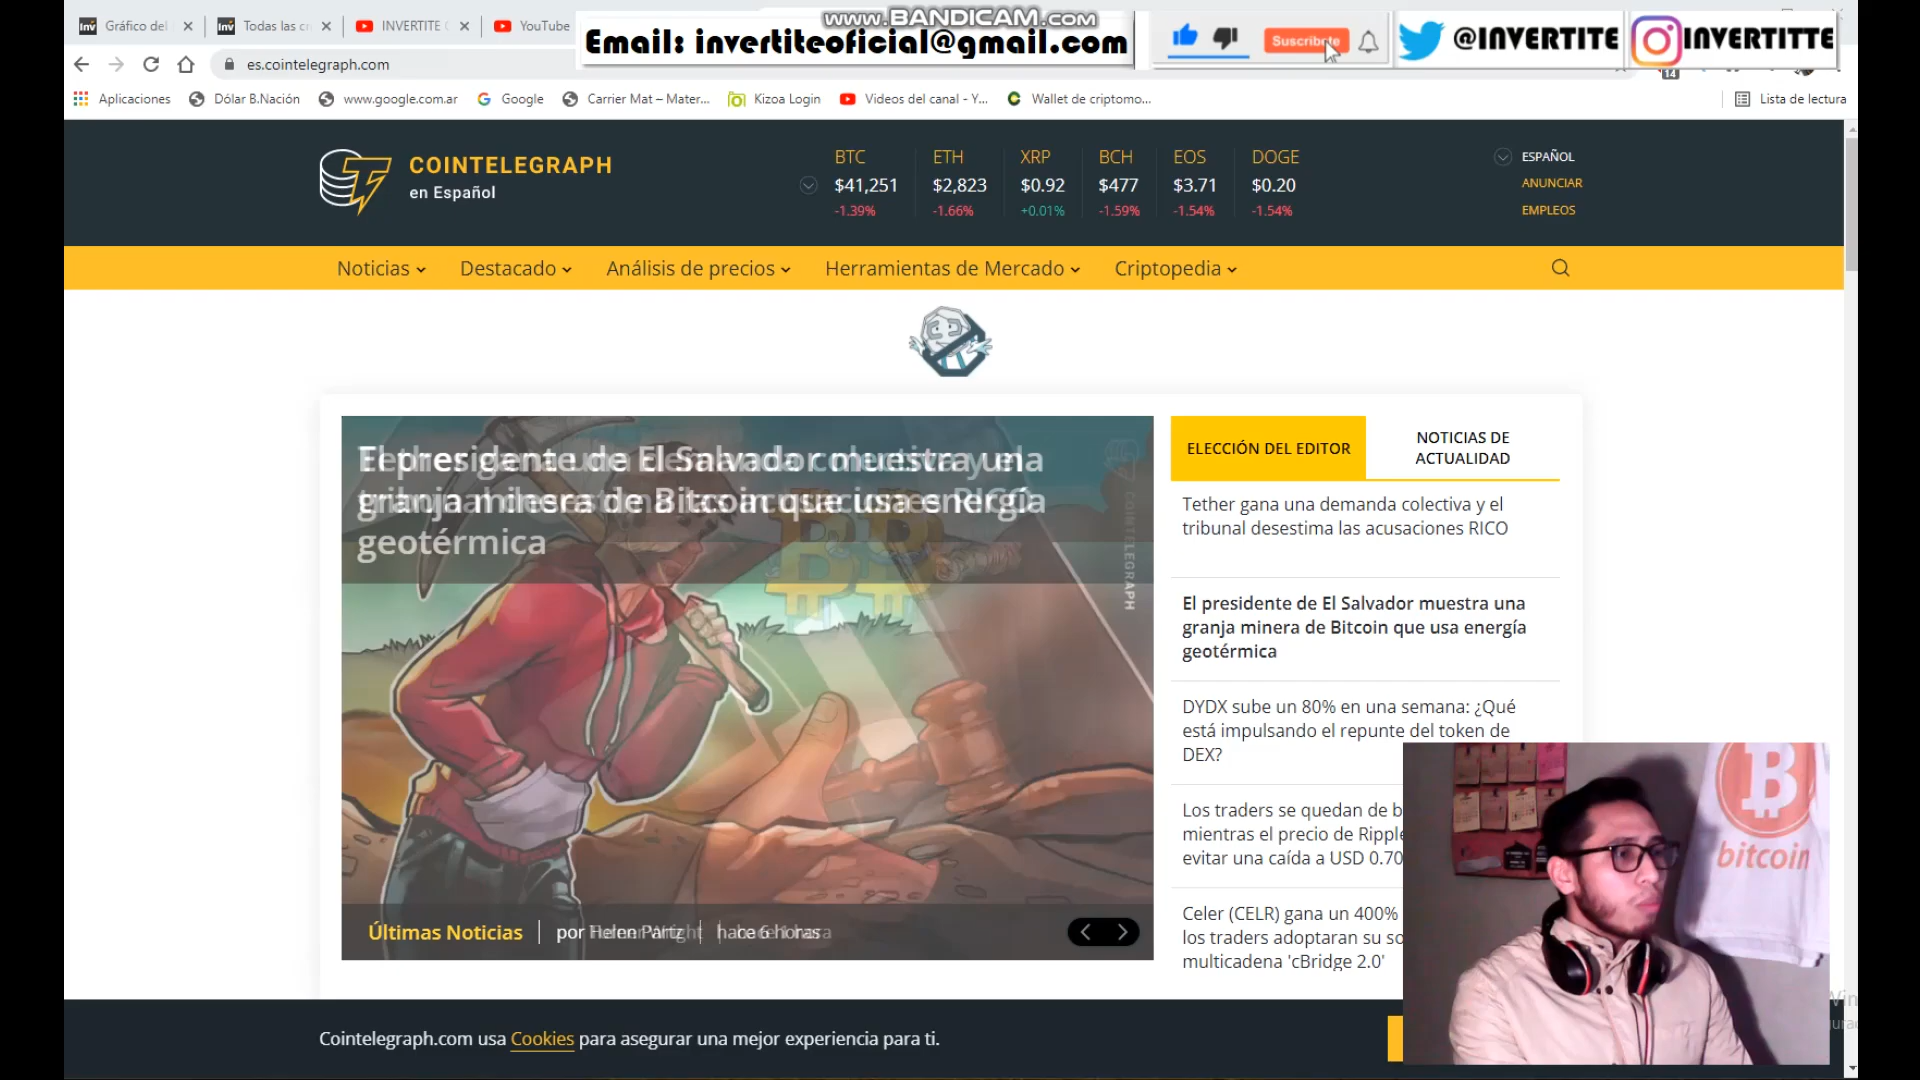 www.BANDICAM.com
Gráfico del
Todas las cr
INVERTITE
YouTube
Email: invertiteoficial@gmail.com
Suscribete
@INVERTITE
INVERTITTE
es.cointelegraph.com
14
Aplicaciones
Dólar B.Nación
www.google.com.ar
Google
Carrier Mat – Mater...
Kizoa Login
Videos del canal - Y...
Wallet de criptomo...
Lista de lectura
COINTELEGRAPH
en Español
BTC ETH XRP BCH EOS DOGE
$41,251 $2,823 $0.92 $477 $3.71 $0.20
-1.39% -1.66% +0.01% -1.59% -1.54% -1.54%
ESPAÑOL
ANUNCIAR
EMPLEOS
Noticias
Destacado
Análisis de precios
Herramientas de Mercado
Criptopedia
El presidente de El Salvador muestra una
granja minera de Bitcoin que usa energía
geotérmica
COINTELEGRAPH
Últimas Noticias
por Helen Partz
hace 6 horas
ELECCIÓN DEL EDITOR
NOTICIAS DE
ACTUALIDAD
Tether gana una demanda colectiva y el
tribunal desestima las acusaciones RICO
El presidente de El Salvador muestra una
granja minera de Bitcoin que usa energía
geotérmica
DYDX sube un 80% en una semana: ¿Qué
está impulsando el repunte del token de
DEX?
Los traders se quedan de b
mientras el precio de Ripple
evitar una caída a USD 0.70
Celer (CELR) gana un 400%
los traders adoptaran su so
multicadena 'cBridge 2.0'
bitcoin
Cointelegraph.com usa Cookies para asegurar una mejor experiencia para ti.